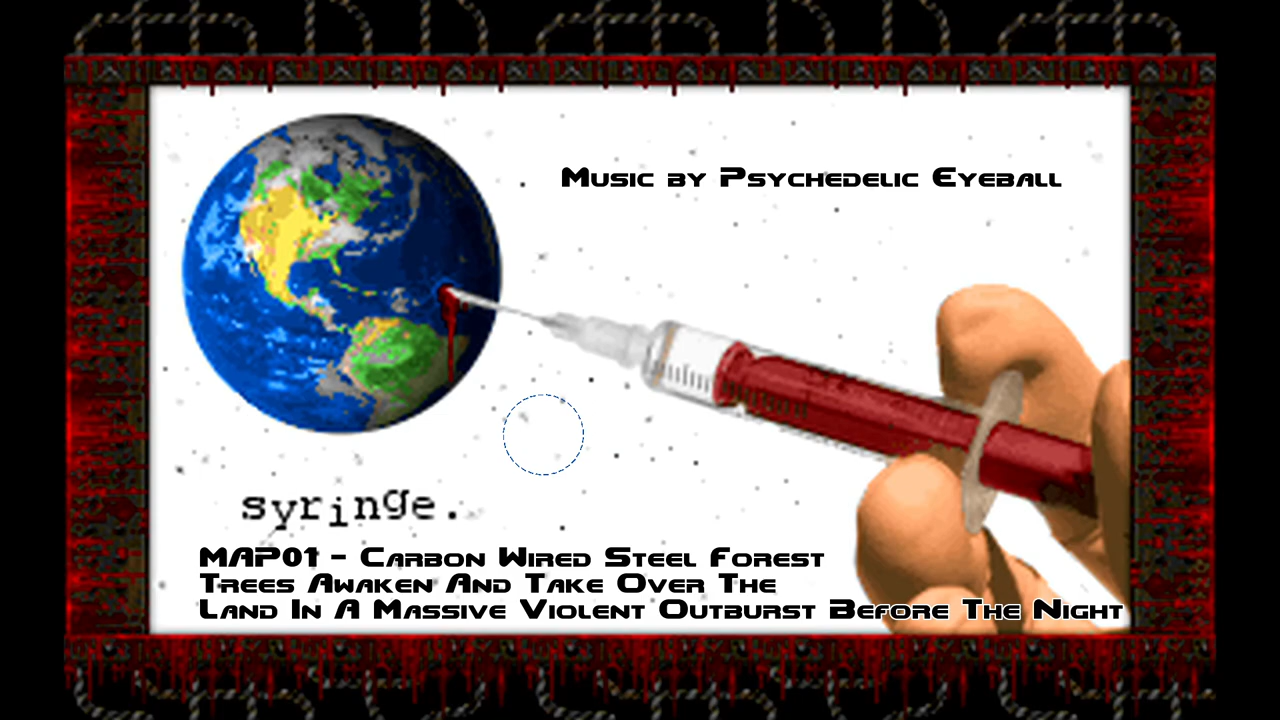 Music by Psychedelic Eyeball
syringe.
MAP01 - Carbon Wired Steel Forest
Trees Awaken And Take Over The
Land In A Massive Violent Outburst Before The Night